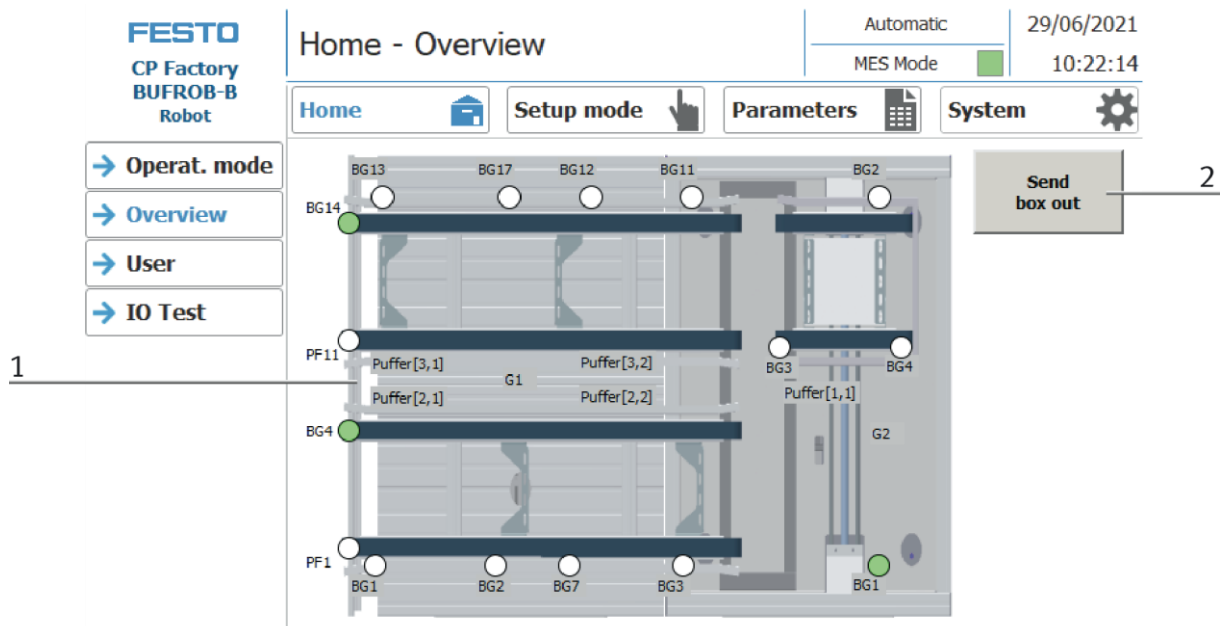 FESTO
CP Factory
BUFROB-B
Robot
Home - Overview
Automatic
MES Mode
29/06/2021
10:22:14
Home
Setup mode
Parameters
System
Operat. mode
Overview
User
IO Test
Send
box out
2
BG13
BG17
BG12
BG11
BG2
BG14
PF11
Puffer[3,1]
Puffer[3,2]
BG3
BG4
1
G1
Puffer[2,1]
Puffer[2,2]
Puffer[1,1]
BG4
G2
PF1
BG1
BG2
BG7
BG3
BG1